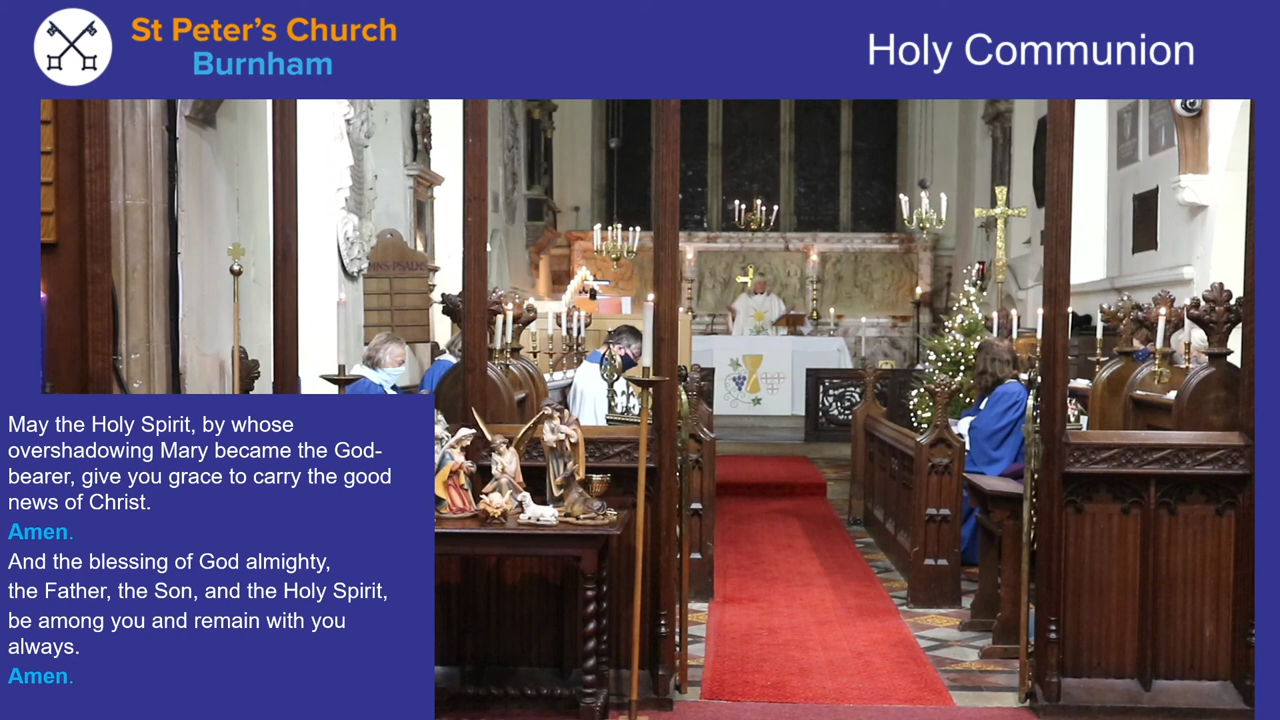 St Peter's Church
Burnham
Holy Communion
MNS-PSALMS
May the Holy Spirit, by whose
overshadowing Mary became the God-
bearer, give you grace to carry the good
news of Christ.
Amen.
And the blessing of God almighty,
the Father, the Son, and the Holy Spirit,
be among you and remain with you
always.
Amen.